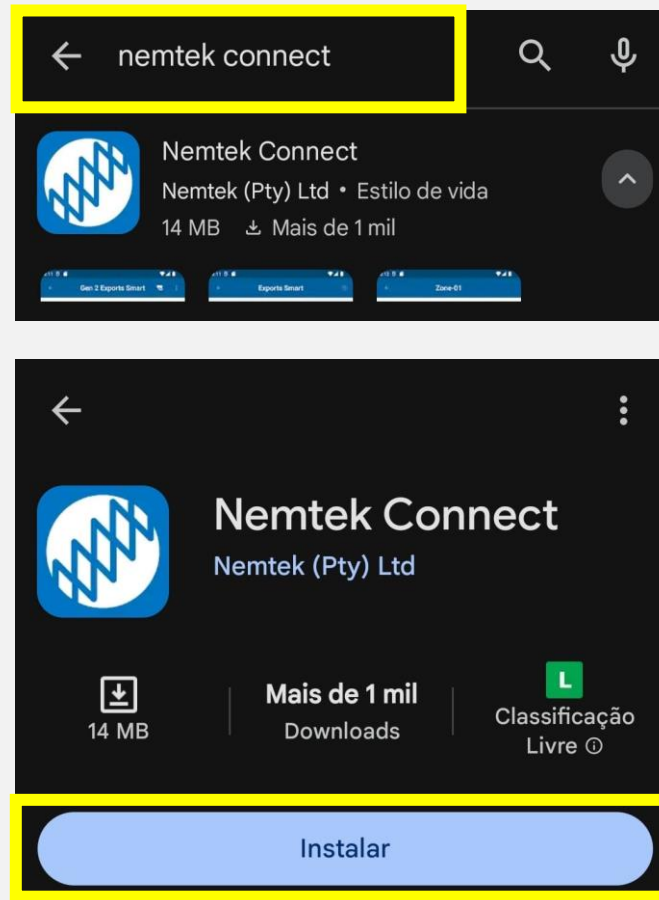 nemtek connect
Nemtek Connect
Nemtek (Pty) Ltd • Estilo de vida
14 MB Mais de 1 mil
Gen 2 Exports Smart
Exports Smart
Zone-01
Nemtek Connect
Nemtek (Pty) Ltd
14 MB
Mais de 1 mil
Downloads
L
Classificação
Livre
Instalar